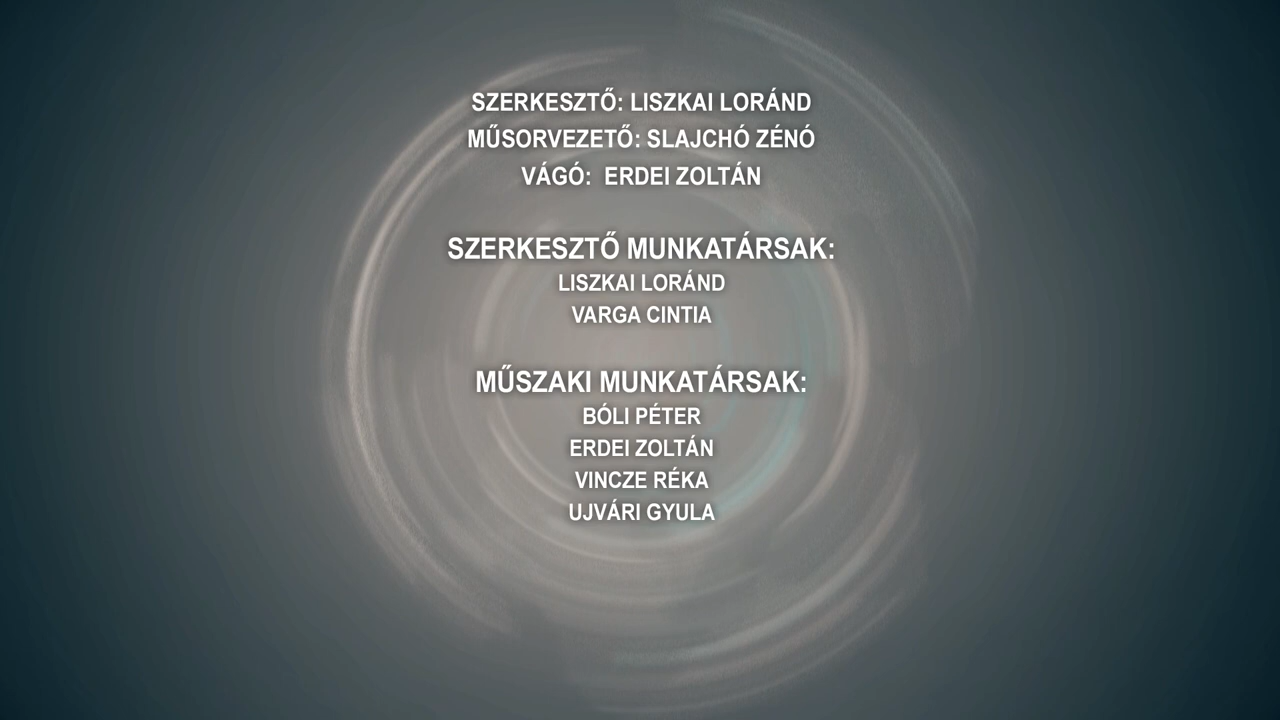 SZERKESZTŐ: LISZKAI LORÁND
MŰSORVEZETŐ: SLAJCHÓ ZÉNÓ
VÁGÓ: ERDEI ZOLTÁN
SZERKESZTŐ MUNKATÁRSAK:
LISZKAI LORÁND
VARGA CINTIA
MŰSZAKI MUNKATÁRSAK:
BÓLI PÉTER
ERDEI ZOLTÁN
VINCZE RÉKA
UJVÁRI GYULA